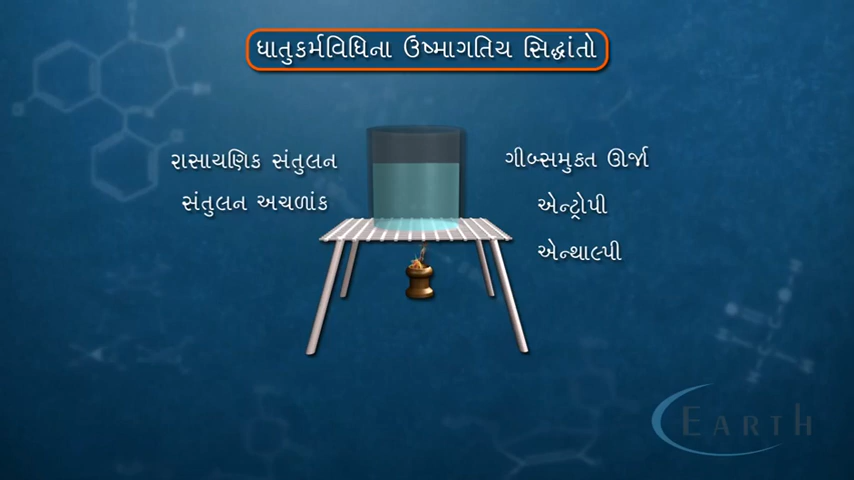 ધાતુકર્મવિધિના ઉષ્માગતિય સિદ્ધાંતો
રાસાયણિક સંતુલન
સંતુલન અચળાંક
ગીબ્સમુક્ત ઊર્જા
એન્ટ્રોપી
એન્થાલ્પી
EARTH